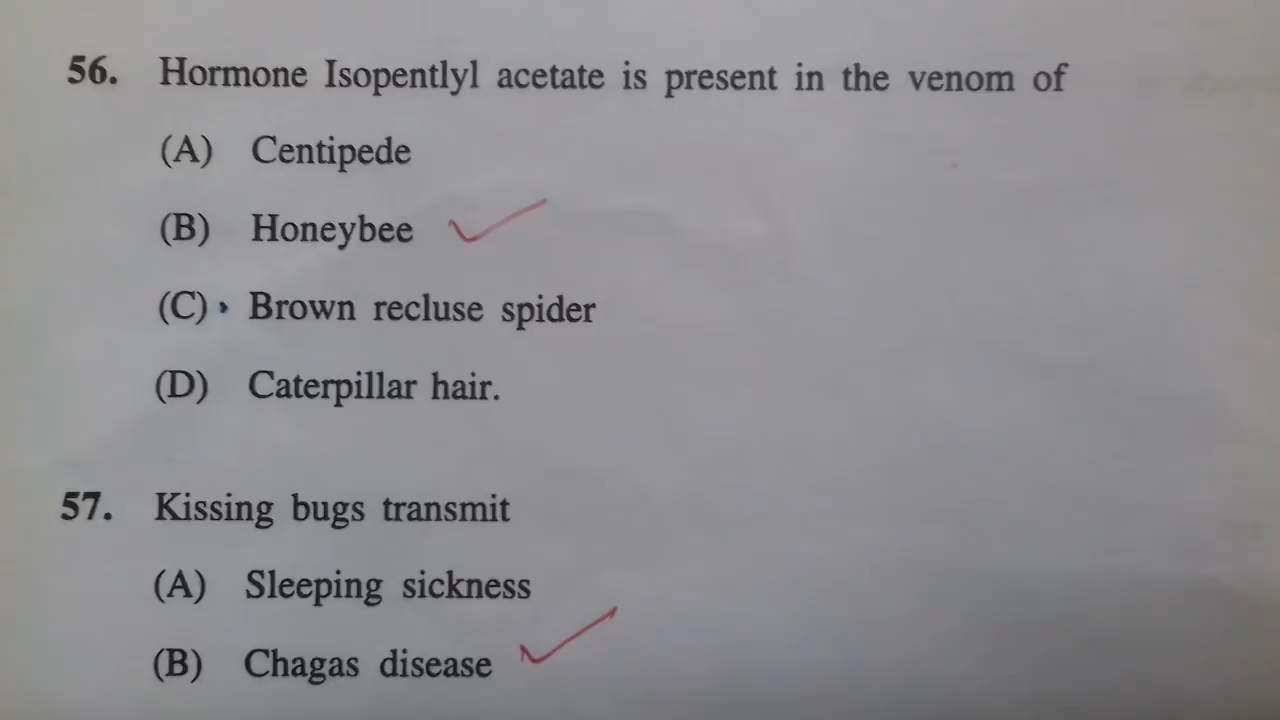 56. Hormone Isopentlyl acetate is present in the venom of
(A) Centipede
(B) Honeybee
(C) Brown recluse spider
(D) Caterpillar hair.
57. Kissing bugs transmit
(A) Sleeping sickness
(B) Chagas disease